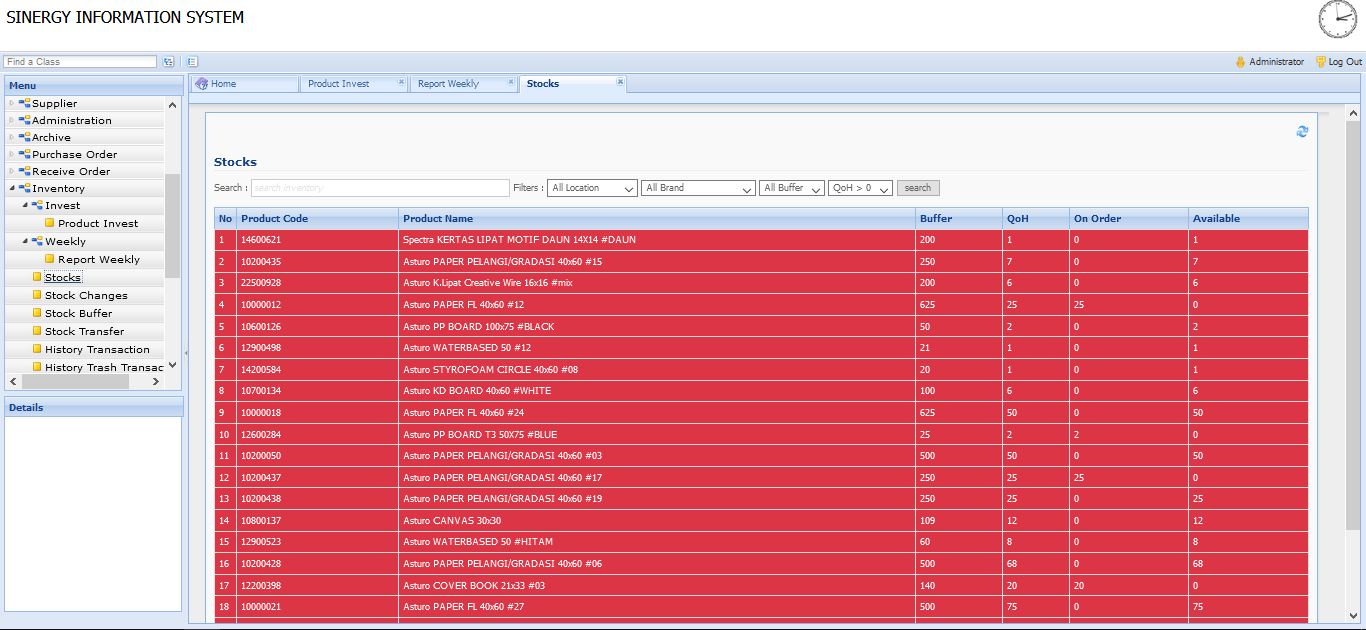 SINERGY INFORMATION SYSTEM
Find a Class
Administrator Log Out
Menu
Supplier
Administration
Archive
Purchase Order
Receive Order
Inventory
Invest
Product Invest
Weekly
Report Weekly
Stocks
Stock Changes
Stock Buffer
Stock Transfer
History Transaction
History Trash Transac
Details
Home Product Invest Report Weekly Stocks
Stocks
Search : search inventory Filters : All Location All Brand All Buffer QoH > 0 search
No Product Code Product Name Buffer QoH On Order Available
1 14600621 Spectra KERTAS LIPAT MOTIF DAUN 14X14 #DAUN 200 1 0 1
2 10200435 Asturo PAPER PELANGI/GRADASI 40x60 #15 250 7 0 7
3 22500928 Asturo K.Lipat Creative Wire 16x16 #mix 200 6 0 6
4 10000012 Asturo PAPER FL 40x60 #12 625 25 25 0
5 10600126 Asturo PP BOARD 100x75 #BLACK 50 2 0 2
6 12900498 Asturo WATERBASED 50 #12 21 1 0 1
7 14200584 Asturo STYROFOAM CIRCLE 40x60 #08 20 1 0 1
8 10700134 Asturo KD BOARD 40x60 #WHITE 100 6 0 6
9 10000018 Asturo PAPER FL 40x60 #24 625 50 0 50
10 12600284 Asturo PP BOARD T3 50X75 #BLUE 25 2 2 0
11 10200050 Asturo PAPER PELANGI/GRADASI 40x60 #03 500 50 0 50
12 10200437 Asturo PAPER PELANGI/GRADASI 40x60 #17 250 25 25 0
13 10200438 Asturo PAPER PELANGI/GRADASI 40x60 #19 250 25 0 25
14 10800137 Asturo CANVAS 30x30 109 12 0 12
15 12900523 Asturo WATERBASED 50 #HITAM 60 8 0 8
16 10200428 Asturo PAPER PELANGI/GRADASI 40x60 #06 500 68 0 68
17 12200398 Asturo COVER BOOK 21x33 #03 140 20 20 0
18 10000021 Asturo PAPER FL 40x60 #27 500 75 0 75